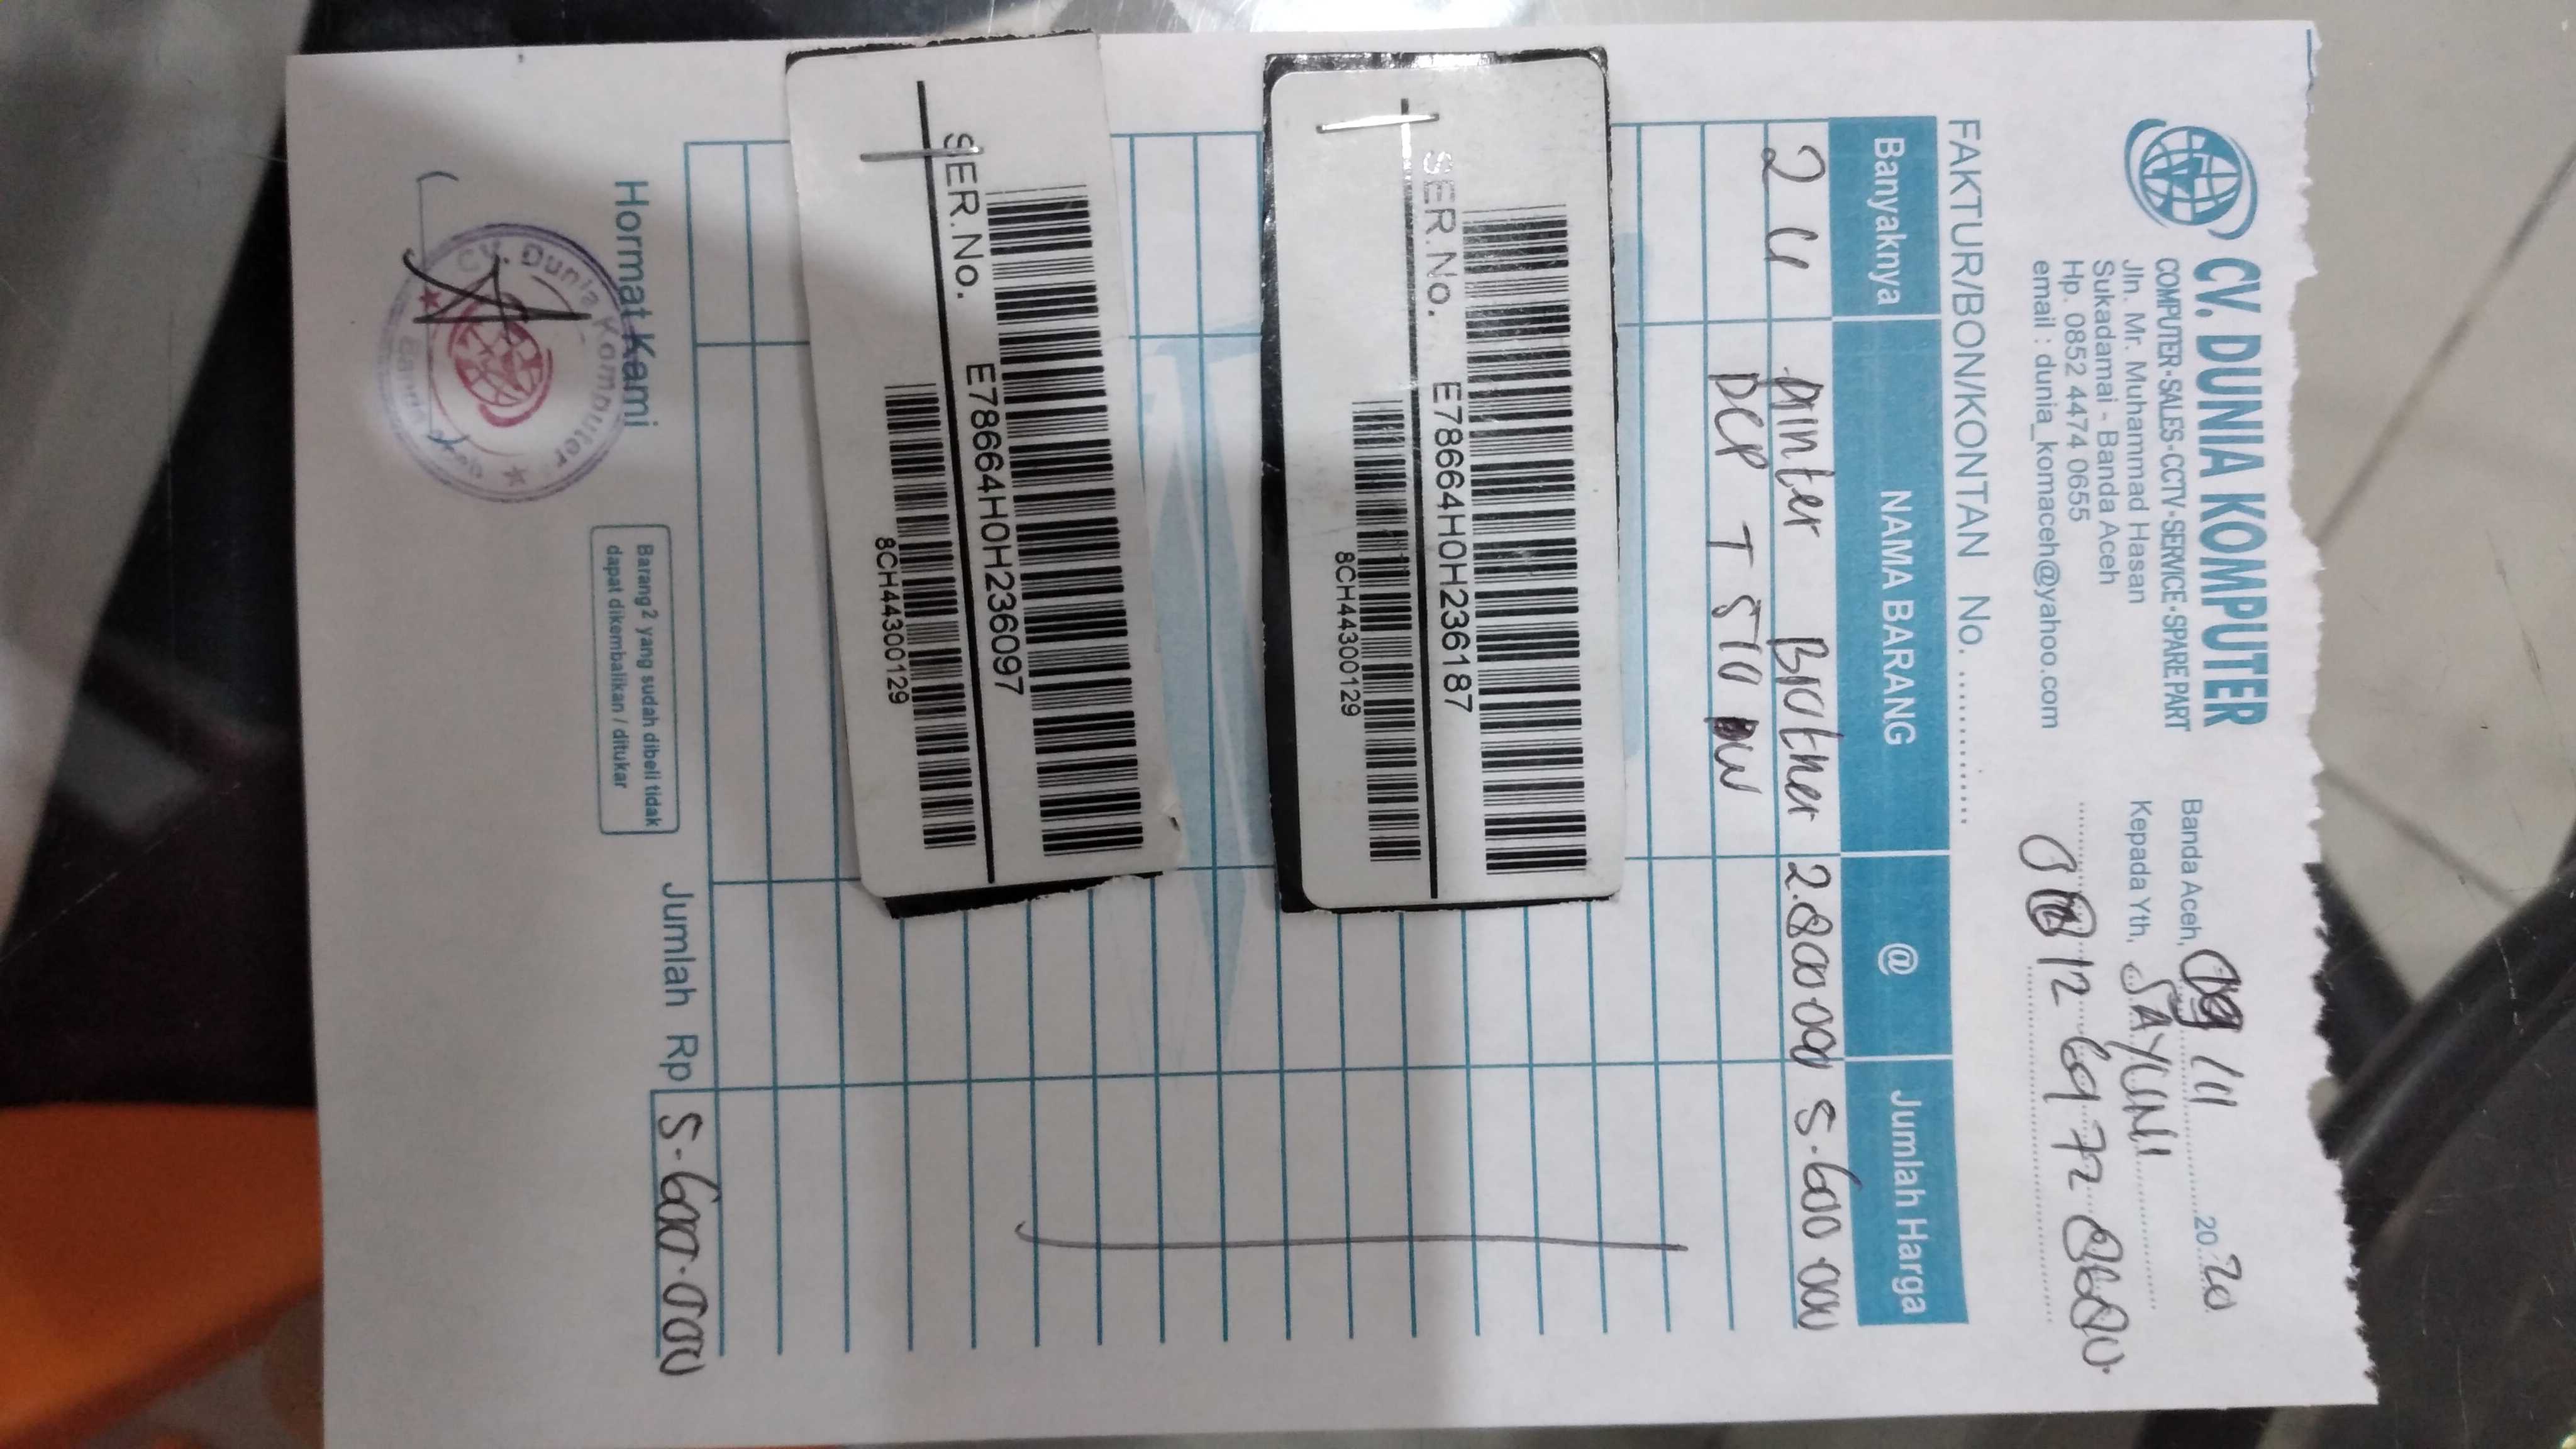 CV. DUNIA KOMPUTER
COMPUTER-SALES-CCTV-SERVICE-SPARE PART
Jln. Mr. Muhammad Hasan
Sukadamai - Banda Aceh
Hp. 0852 4474 0655
email : dunia_komaceh@yahoo.com
Banda Aceh, /11 2020
Kepada Yth, SAYUNI
FAKTUR/BON/KONTAN No.
Banyaknya NAMA BARANG @ Jumlah Harga
2 U printer Brother 2.800.000 5.600.000
DCP T 510 W
SER.No. E78664H0H236187
8CH44300129
SER.No. E78664H0H236097
8CH44300129
Jumlah Rp 5.600.000
Hormat Kami
Barang2 yang sudah dibeli tidak
dapat dikembalikan / ditukar
CV. Dunia Komputer